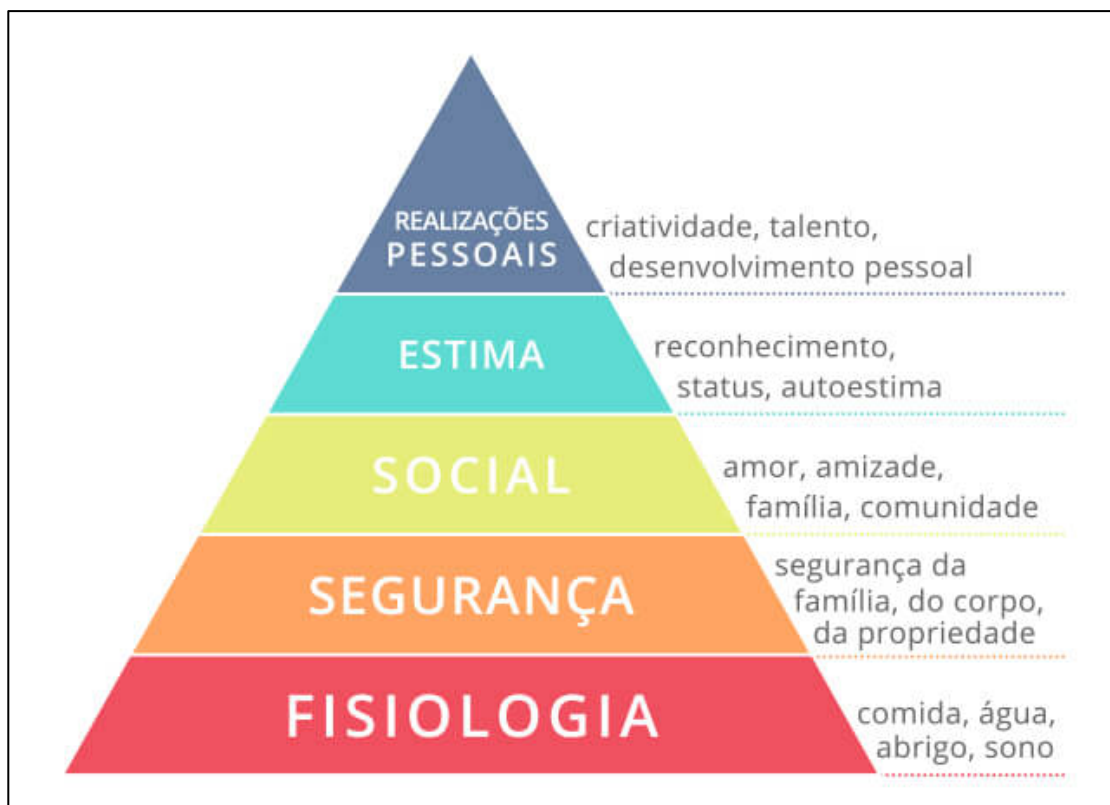 REALIZAÇÕES
PESSOAIS
criatividade, talento,
desenvolvimento pessoal
ESTIMA
reconhecimento,
status, autoestima
SOCIAL
amor, amizade,
família, comunidade
SEGURANÇA
segurança da
família, do corpo,
da propriedade
FISIOLOGIA
comida, água,
abrigo, sono